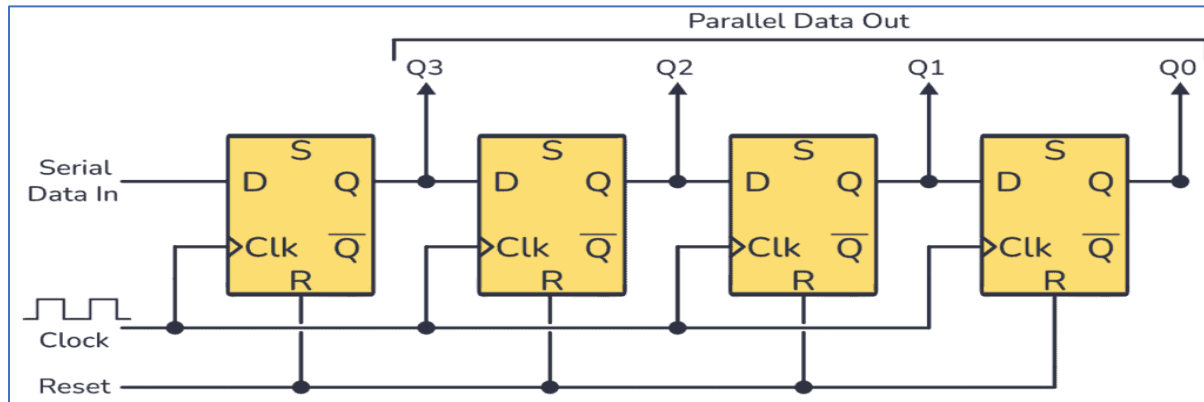 Parallel Data Out
Q3 Q2 Q1 Q0
S S S S
Serial
Data In
D Q D Q D Q D Q
Clk Q̅ Clk Q̅ Clk Q̅ Clk Q̅
R R R R
Clock
Reset